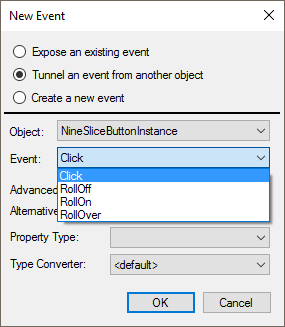 New Event
Expose an existing event
Tunnel an event from another object
Create a new event
Object: NineSliceButtonInstance
Event: Click
Click
Advanced
RollOff
RollOn
Alternative
RollOver
Property Type:
Type Converter: <default>
OK Cancel